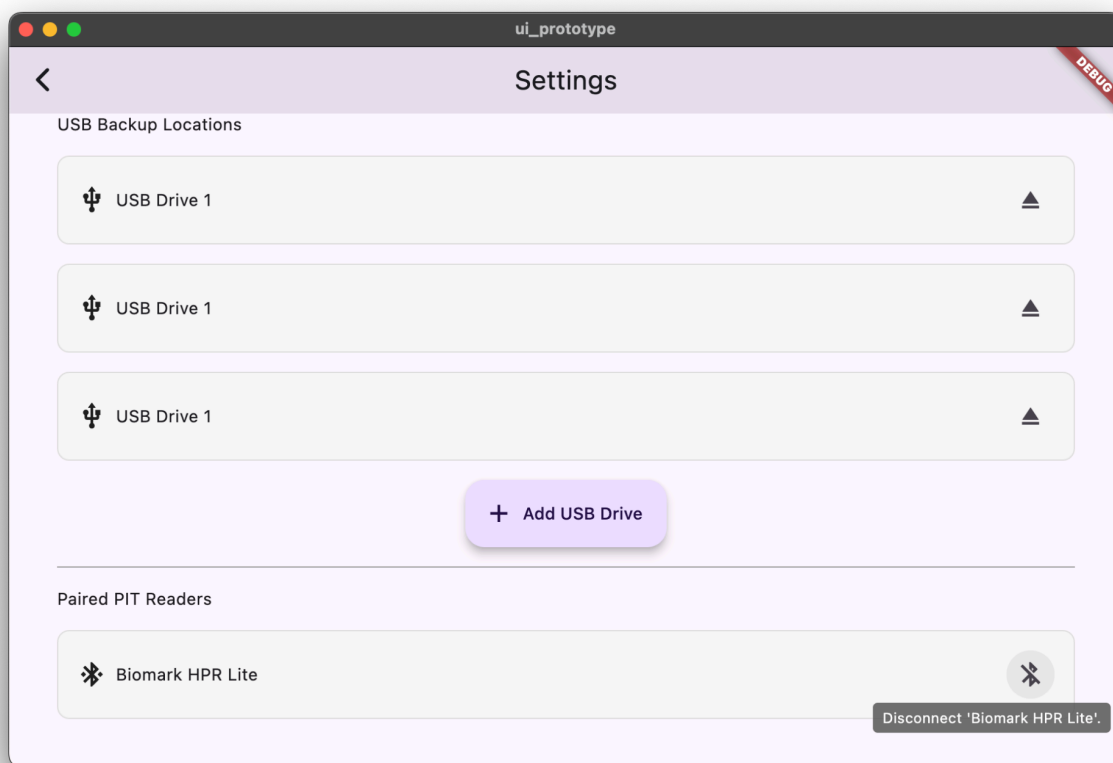 ui_prototype
Settings
DEBUG
USB Backup Locations
USB Drive 1
USB Drive 1
USB Drive 1
+ Add USB Drive
Paired PIT Readers
Biomark HPR Lite
Disconnect 'Biomark HPR Lite'.